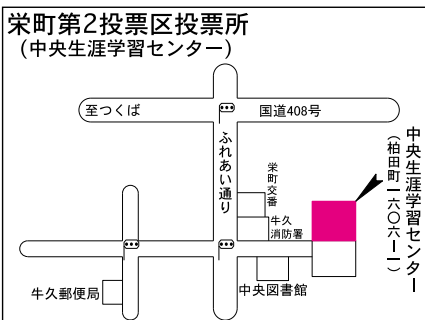 栄町第2投票区投票所
(中央生涯学習センター)
至つくば
国道408号
ふれあい通り
栄町交番
牛久
消防署
中央生涯学習センター
(柏田町一六〇六ー一)
中央図書館
牛久郵便局